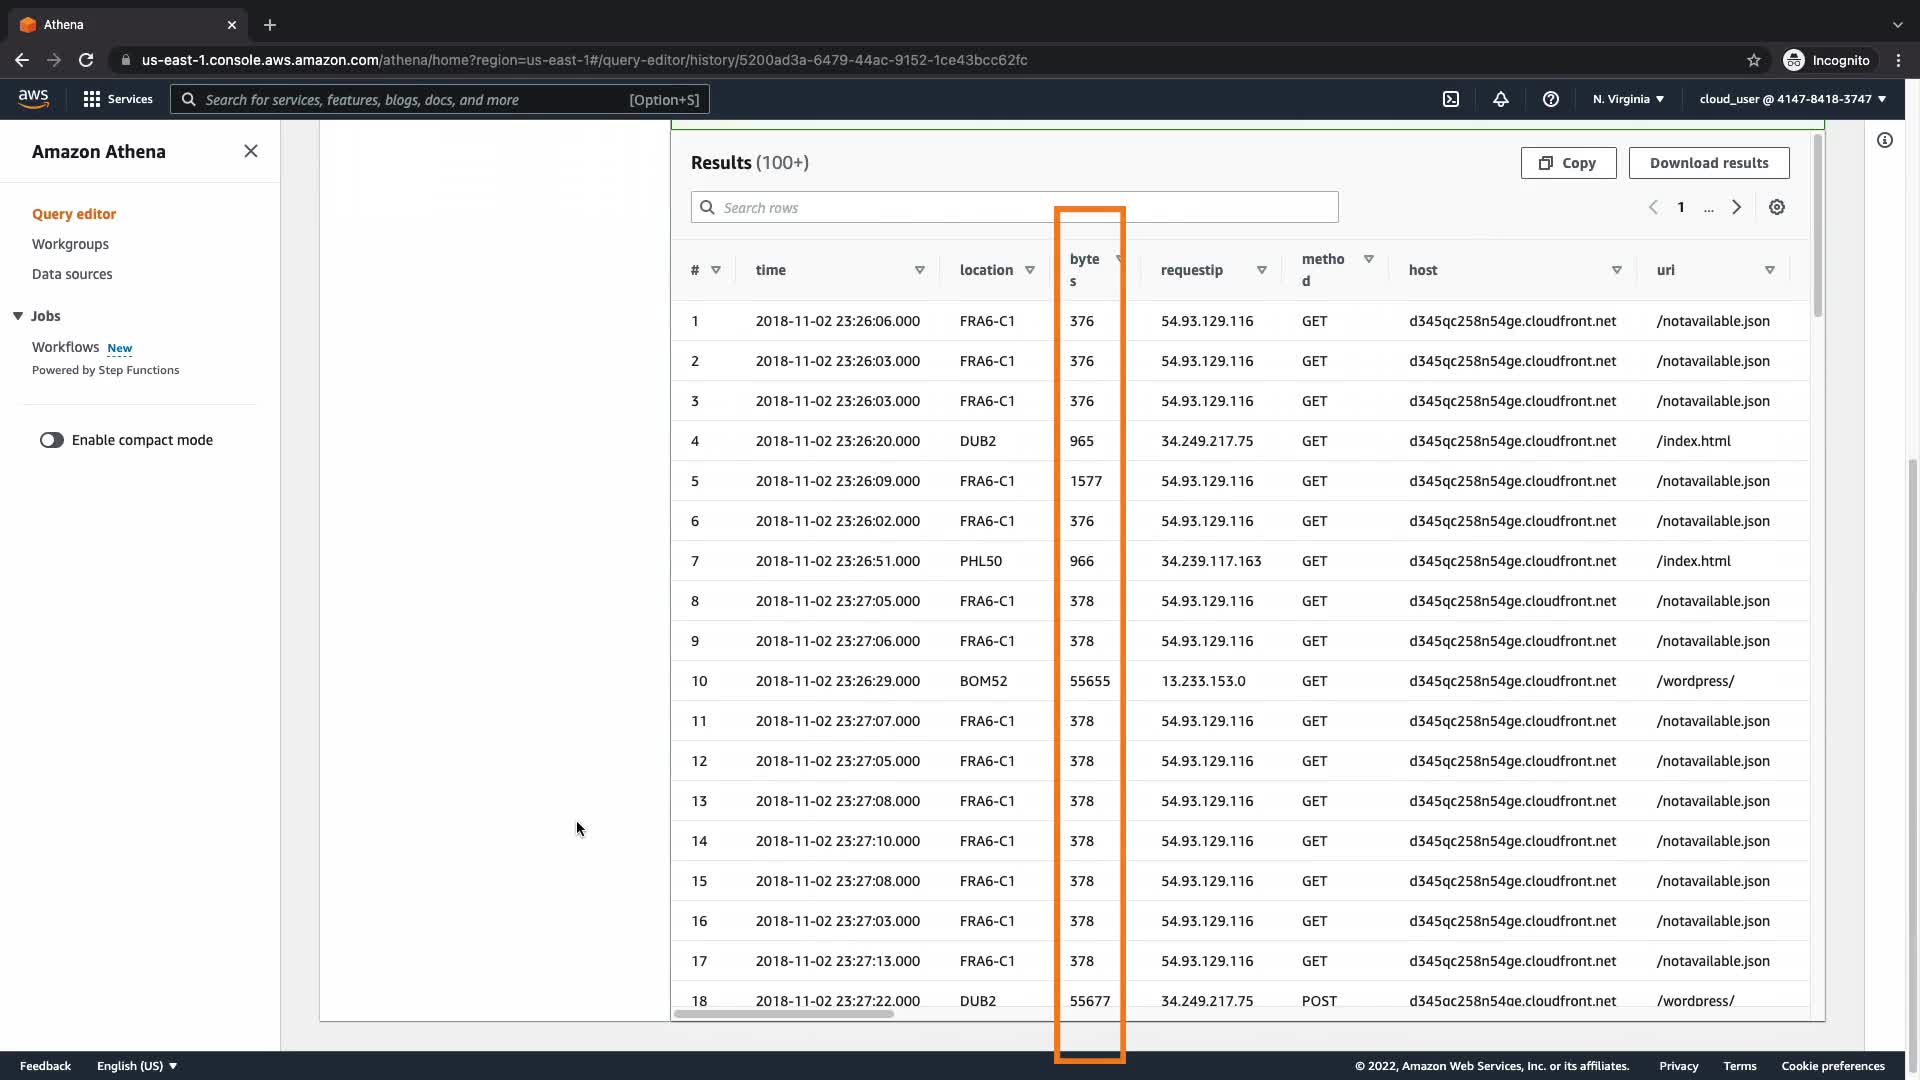 Athena
us-east-1.console.aws.amazon.com/athena/home?region=us-east-1#/query-editor/history/5200ad3a-6479-44ac-9152-1ce43bcc62fc
Incognito
aws
Services
Search for services, features, blogs, docs, and more [Option+S]
N. Virginia
cloud_user @ 4147-8418-3747
Amazon Athena
Query editor
Workgroups
Data sources
Jobs
Workflows New
Powered by Step Functions
Enable compact mode
Results (100+)
Copy
Download results
Search rows
1 ...
# time location bytes requestip method host uri
1 2018-11-02 23:26:06.000 FRA6-C1 376 54.93.129.116 GET d345qc258n54ge.cloudfront.net /notavailable.json
2 2018-11-02 23:26:03.000 FRA6-C1 376 54.93.129.116 GET d345qc258n54ge.cloudfront.net /notavailable.json
3 2018-11-02 23:26:03.000 FRA6-C1 376 54.93.129.116 GET d345qc258n54ge.cloudfront.net /notavailable.json
4 2018-11-02 23:26:20.000 DUB2 965 34.249.217.75 GET d345qc258n54ge.cloudfront.net /index.html
5 2018-11-02 23:26:09.000 FRA6-C1 1577 54.93.129.116 GET d345qc258n54ge.cloudfront.net /notavailable.json
6 2018-11-02 23:26:02.000 FRA6-C1 376 54.93.129.116 GET d345qc258n54ge.cloudfront.net /notavailable.json
7 2018-11-02 23:26:51.000 PHL50 966 34.239.117.163 GET d345qc258n54ge.cloudfront.net /index.html
8 2018-11-02 23:27:05.000 FRA6-C1 378 54.93.129.116 GET d345qc258n54ge.cloudfront.net /notavailable.json
9 2018-11-02 23:27:06.000 FRA6-C1 378 54.93.129.116 GET d345qc258n54ge.cloudfront.net /notavailable.json
10 2018-11-02 23:26:29.000 BOM52 55655 13.233.153.0 GET d345qc258n54ge.cloudfront.net /wordpress/
11 2018-11-02 23:27:07.000 FRA6-C1 378 54.93.129.116 GET d345qc258n54ge.cloudfront.net /notavailable.json
12 2018-11-02 23:27:05.000 FRA6-C1 378 54.93.129.116 GET d345qc258n54ge.cloudfront.net /notavailable.json
13 2018-11-02 23:27:08.000 FRA6-C1 378 54.93.129.116 GET d345qc258n54ge.cloudfront.net /notavailable.json
14 2018-11-02 23:27:10.000 FRA6-C1 378 54.93.129.116 GET d345qc258n54ge.cloudfront.net /notavailable.json
15 2018-11-02 23:27:08.000 FRA6-C1 378 54.93.129.116 GET d345qc258n54ge.cloudfront.net /notavailable.json
16 2018-11-02 23:27:03.000 FRA6-C1 378 54.93.129.116 GET d345qc258n54ge.cloudfront.net /notavailable.json
17 2018-11-02 23:27:13.000 FRA6-C1 378 54.93.129.116 GET d345qc258n54ge.cloudfront.net /notavailable.json
18 2018-11-02 23:27:22.000 DUB2 55677 34.249.217.75 POST d345qc258n54ge.cloudfront.net /wordpress/
Feedback English (US) © 2022, Amazon Web Services, Inc. or its affiliates. Privacy Terms Cookie preferences